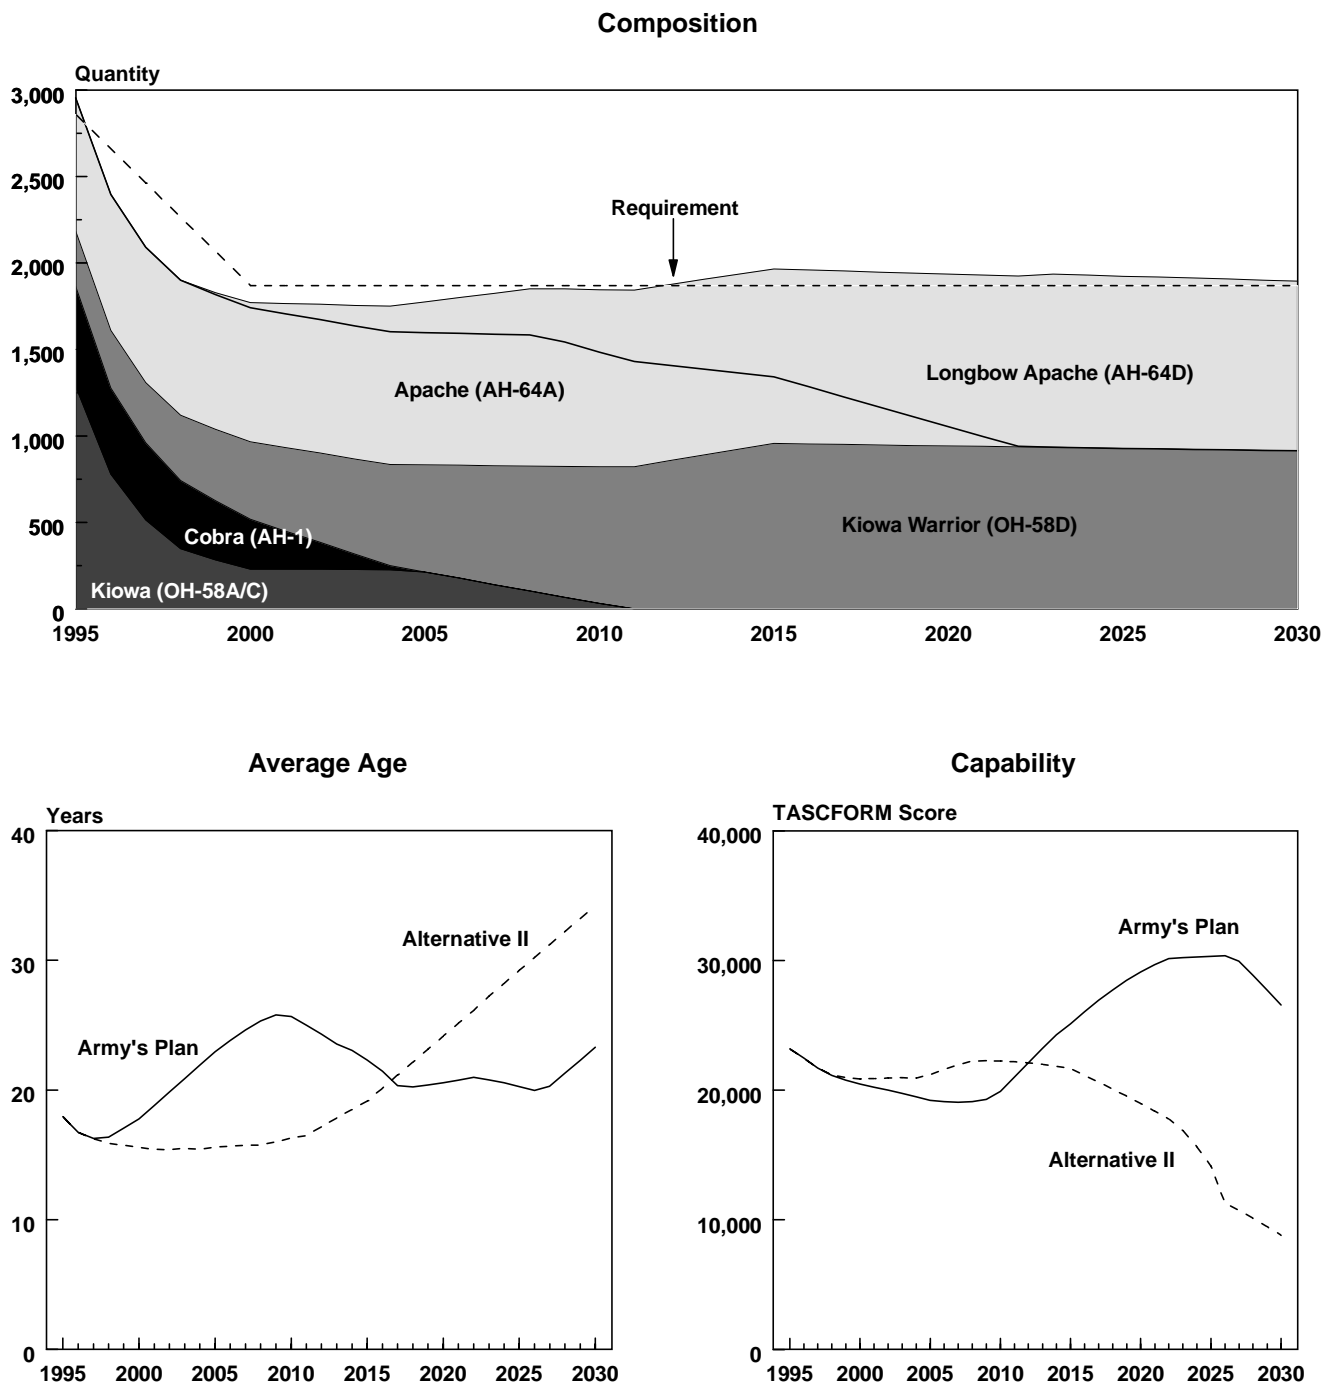 Composition
Quantity
3,000
2,500
2,000
1,500
1,000
500
0
Requirement
Apache (AH-64A)
Longbow Apache (AH-64D)
Kiowa Warrior (OH-58D)
Cobra (AH-1)
Kiowa (OH-58A/C)
1995 2000 2005 2010 2015 2020 2025 2030
Average Age
Years
40
30
20
10
0
Alternative II
Army's Plan
1995 2000 2005 2010 2015 2020 2025 2030
Capability
TASCFORM Score
40,000
30,000
20,000
10,000
0
Army's Plan
Alternative II
1995 2000 2005 2010 2015 2020 2025 2030